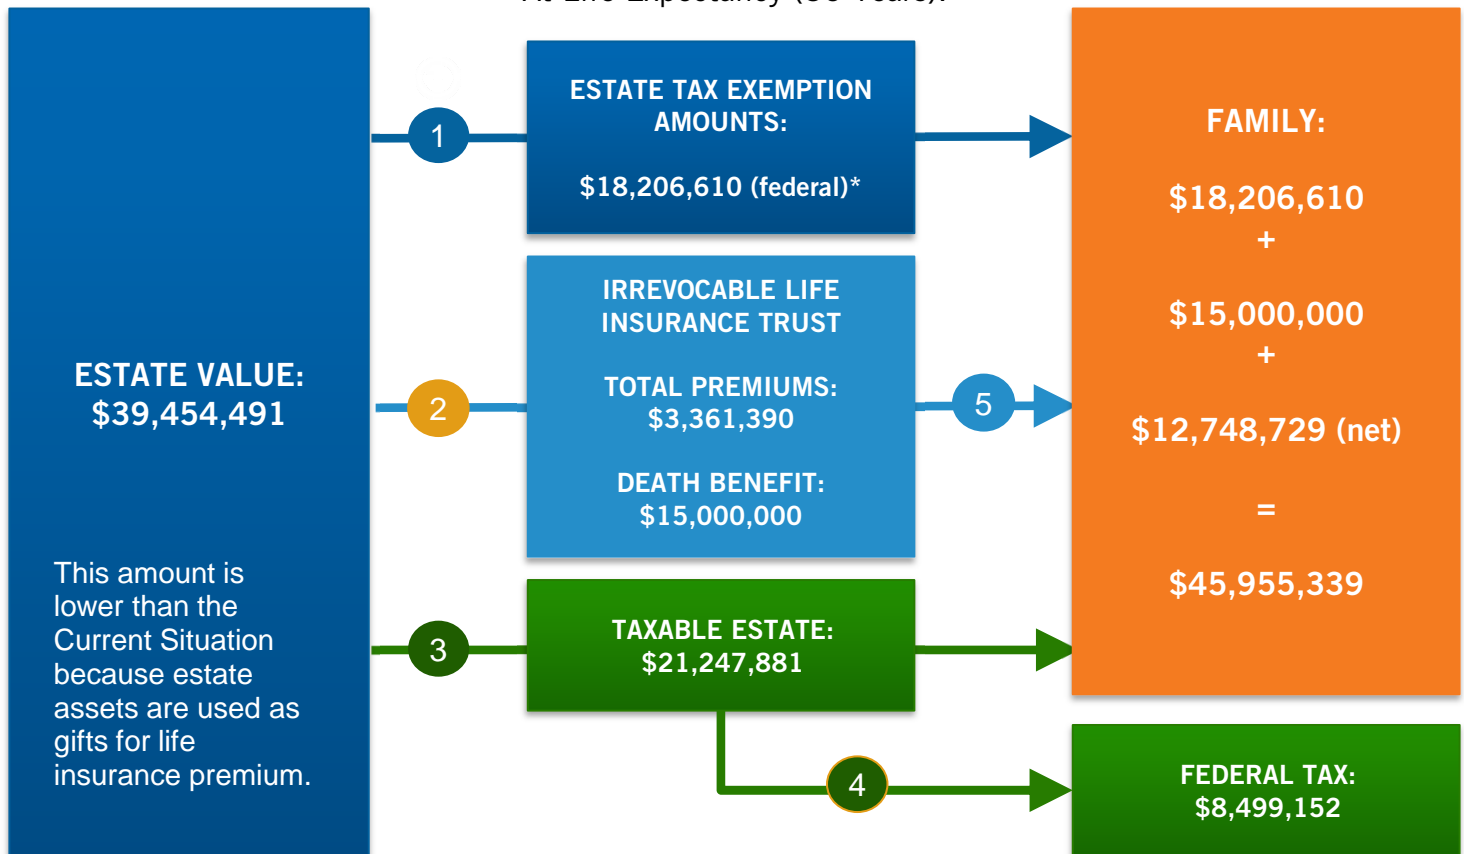 ESTATE VALUE:
$39,454,491
This amount is
lower than the
Current Situation
because estate
assets are used as
gifts for life
insurance premium.
1
ESTATE TAX EXEMPTION
AMOUNTS:
$18,206,610 (federal)*
2
IRREVOCABLE LIFE
INSURANCE TRUST
TOTAL PREMIUMS:
$3,361,390
DEATH BENEFIT:
$15,000,000
5
3
TAXABLE ESTATE:
$21,247,881
4
FAMILY:
$18,206,610
+
$15,000,000
+
$12,748,729 (net)
=
$45,955,339
FEDERAL TAX:
$8,499,152